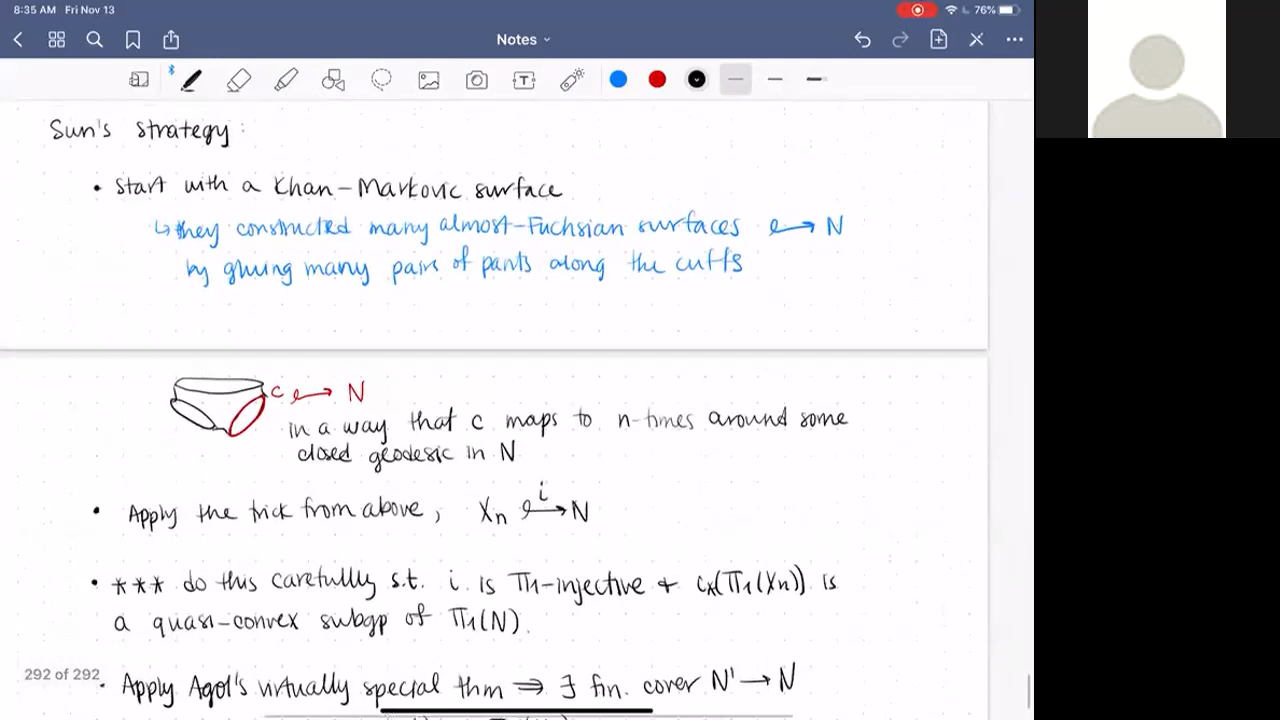 8:35 AM Fri Nov 13
76%
Notes
Sun's strategy:
• Start with a Khan-Markovic surface
↳ they constructed many almost-Fuchsian surfaces ↪ N
by gluing many pairs of pants along the cuffs
c ↪ N
in a way that c maps to n-times around some
closed geodesic in N
• Apply the trick from above, Xn ↪ N
i
• *** do this carefully s.t. i is π1-injective + i*(π1(Xn)) is
a quasi-convex subgp of π1(N).
292 of 292
• Apply Agol's virtually special thm ⇒ ∃ fin. cover N' → N